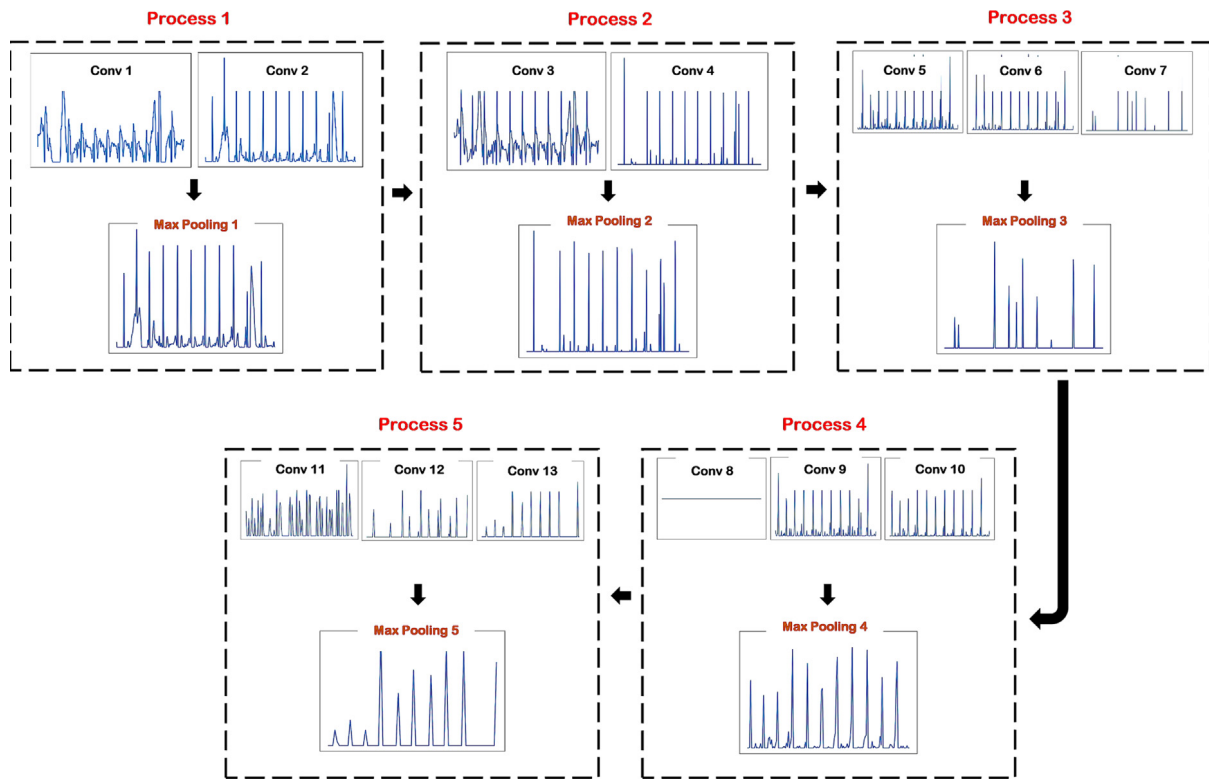 Process 1
Process 2
Process 3
Conv 1
Conv 2
Conv 3
Conv 4
Conv 5
Conv 6
Conv 7
Max Pooling 1
Max Pooling 2
Max Pooling 3
Process 5
Process 4
Conv 11
Conv 12
Conv 13
Conv 8
Conv 9
Conv 10
Max Pooling 5
Max Pooling 4